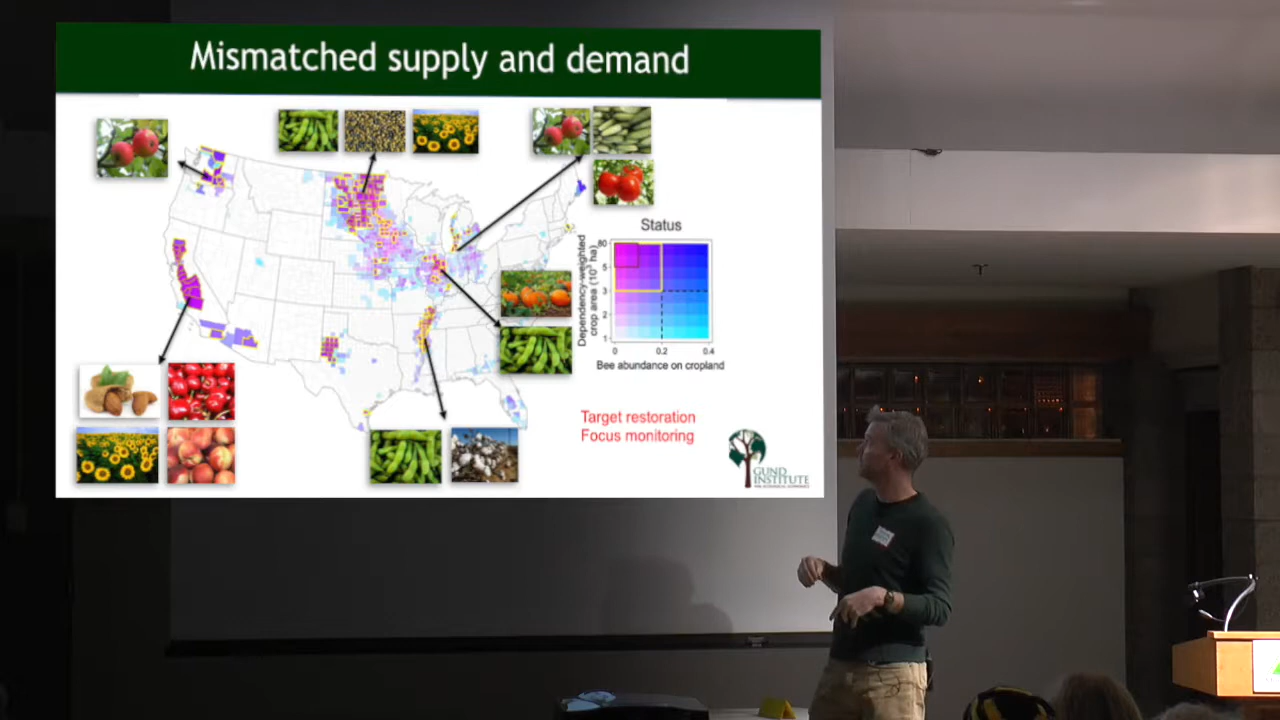 Mismatched supply and demand
Status
Dependency-weighted
crop area (10³ ha)
80
5
3
2
1
0
0.2
0.4
Bee abundance on cropland
Target restoration
Focus monitoring
GUND
INSTITUTE